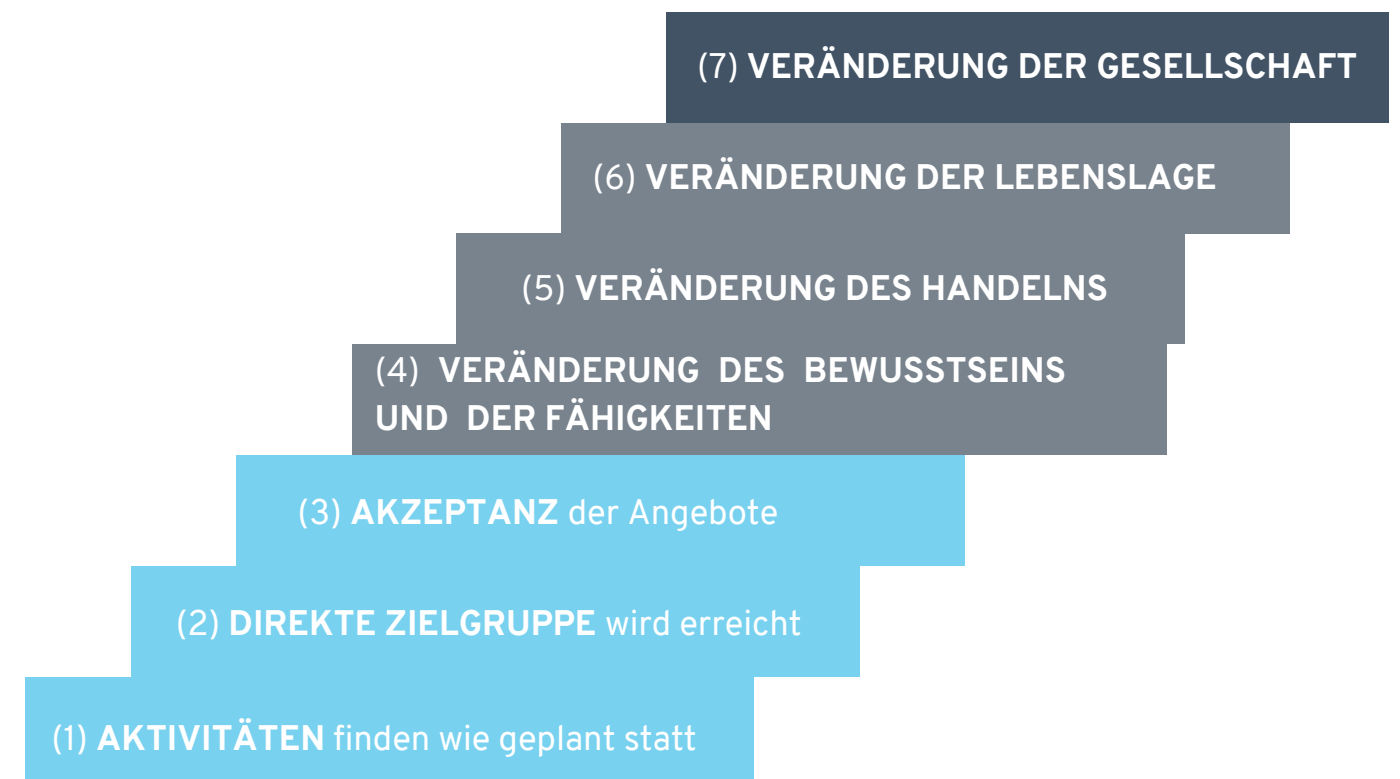 (7) VERÄNDERUNG DER GESELLSCHAFT
(6) VERÄNDERUNG DER LEBENSLAGE
(5) VERÄNDERUNG DES HANDELNS
(4) VERÄNDERUNG DES BEWUSSTSEINS
UND DER FÄHIGKEITEN
(3) AKZEPTANZ der Angebote
(2) DIREKTE ZIELGRUPPE wird erreicht
(1) AKTIVITÄTEN finden wie geplant statt